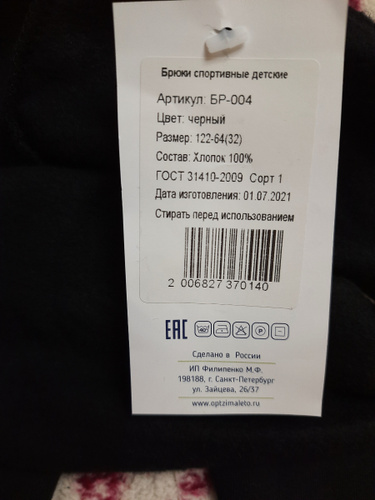 Брюки спортивные детские
Артикул: БР-004
Цвет: черный
Размер: 122-64(32)
Состав: Хлопок 100%
ГОСТ 31410-2009 Сорт 1
Дата изготовления: 01.07.2021
Стирать перед использованием
2 006827 370140
EAC
Сделано в России
ИП Филипенко М.Ф.
198188, г. Санкт-Петербург
ул. Зайцева, 26/37
www.optzimaleto.ru